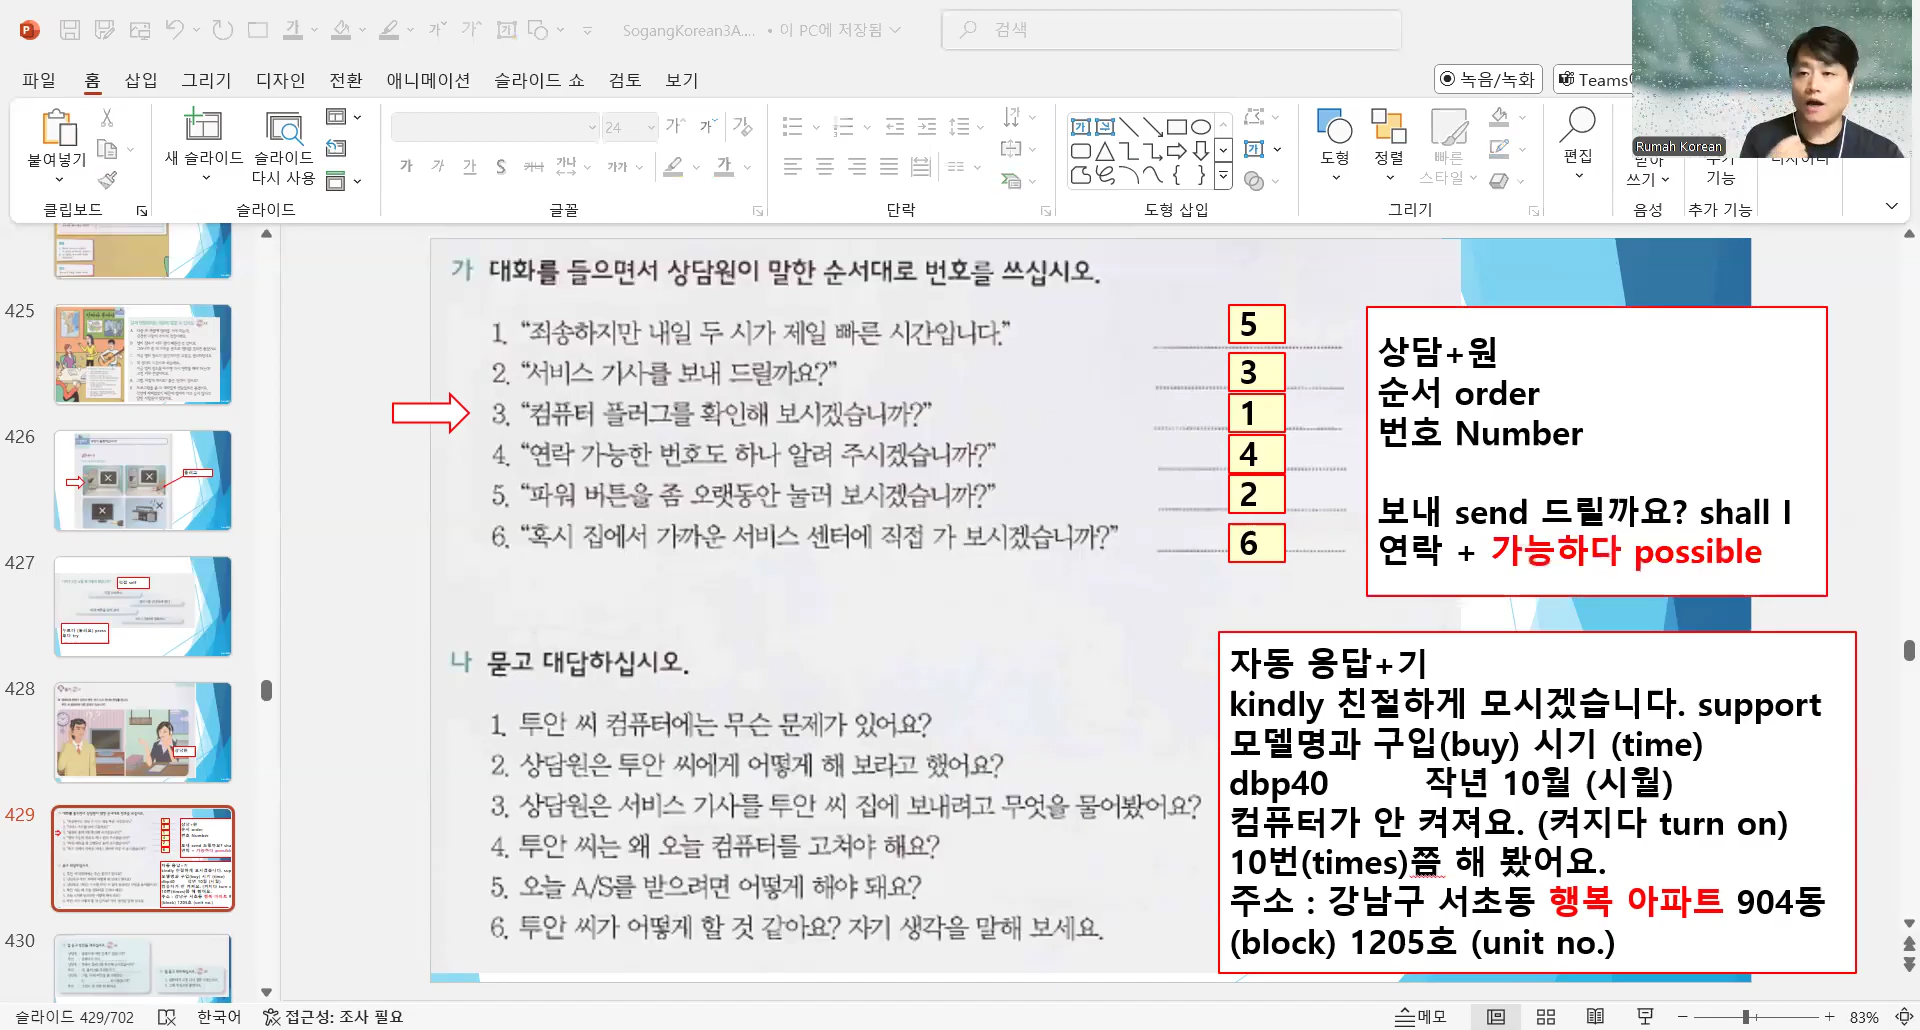 SogangKorean3A.... • 이 PC에 저장됨
검색
파일 홈 삽입 그리기 디자인 전환 애니메이션 슬라이드 쇼 검토 보기
녹음/녹화
Teams
Rumah Korean
붙여넣기
새 슬라이드
슬라이드 다시 사용
24
도형
정렬
빠른 스타일
편집
쓰기
기능
클립보드
슬라이드
글꼴
단락
도형 삽입
그리기
음성
추가 기능
425
426
427
428
429
430
가 대화를 들으면서 상담원이 말한 순서대로 번호를 쓰십시오.
1. “죄송하지만 내일 두 시가 제일 빠른 시간입니다.” 5
2. “서비스 기사를 보내 드릴까요?” 3
3. “컴퓨터 플러그를 확인해 보시겠습니까?” 1
4. “연락 가능한 번호도 하나 알려 주시겠습니까?” 4
5. “파워 버튼을 좀 오랫동안 눌러 보시겠습니까?” 2
6. “혹시 집에서 가까운 서비스 센터에 직접 가 보시겠습니까?” 6
상담+원
순서 order
번호 Number
보내 send 드릴까요? shall I
연락 + 가능하다 possible
나 묻고 대답하십시오.
1. 투안 씨 컴퓨터에는 무슨 문제가 있어요?
2. 상담원은 투안 씨에게 어떻게 해 보라고 했어요?
3. 상담원은 서비스 기사를 투안 씨 집에 보내려고 무엇을 물어봤어요?
4. 투안 씨는 왜 오늘 컴퓨터를 고쳐야 해요?
5. 오늘 A/S를 받으려면 어떻게 해야 돼요?
6. 투안 씨가 어떻게 할 것 같아요? 자기 생각을 말해 보세요.
자동 응답+기
kindly 친절하게 모시겠습니다. support
모델명과 구입(buy) 시기 (time)
dbp40 작년 10월 (시월)
컴퓨터가 안 켜져요. (켜지다 turn on)
10번(times)쯤 해 봤어요.
주소 : 강남구 서초동 행복 아파트 904동
(block) 1205호 (unit no.)
슬라이드 429/702 한국어 접근성: 조사 필요 메모 83%